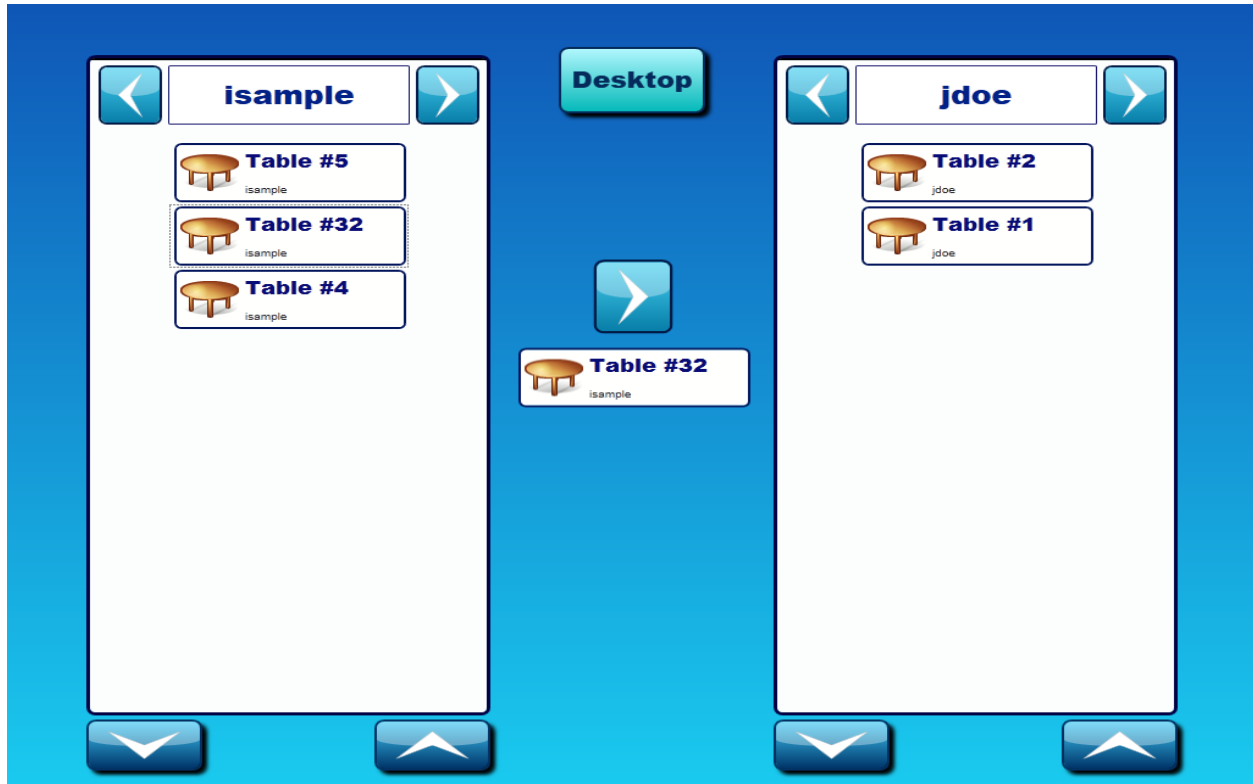 isample
Table #5
isample
Table #32
isample
Table #4
isample
Desktop
Table #32
isample
jdoe
Table #2
jdoe
Table #1
jdoe